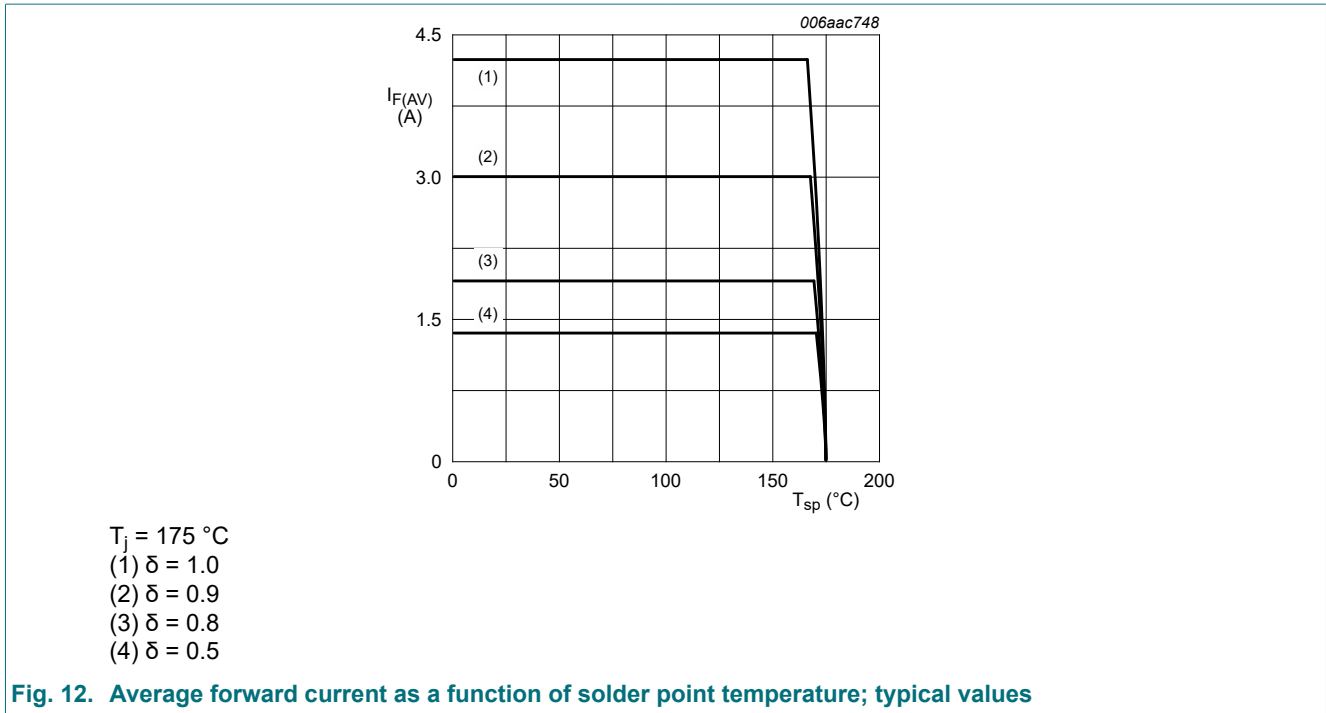 006aac748
4.5
(1)
I_F(AV)
(A)
(2)
3.0
(3)
1.5
(4)
0
0 50 100 150 200
T_sp (°C)
T_j = 175 °C
(1) δ = 1.0
(2) δ = 0.9
(3) δ = 0.8
(4) δ = 0.5
Fig. 12. Average forward current as a function of solder point temperature; typical values